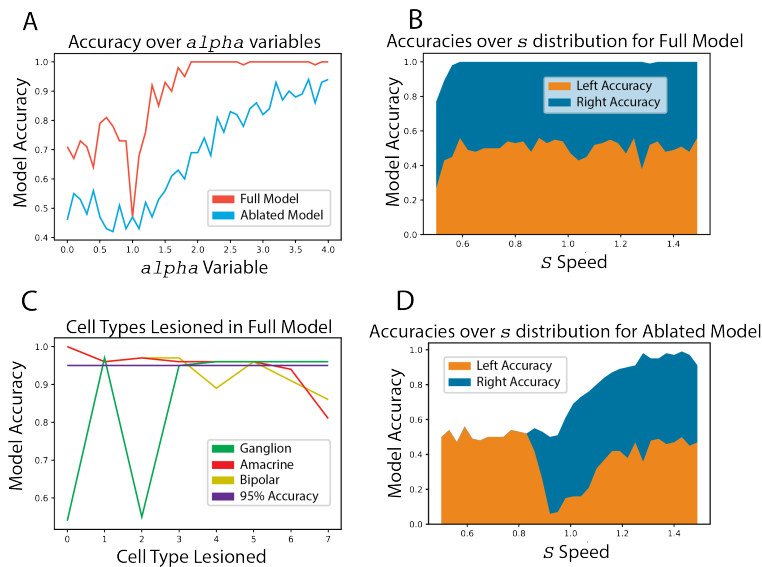 A
Accuracy over alpha variables
Model Accuracy
1.0
0.9
0.8
0.7
0.6
0.5
0.4
Full Model
Ablated Model
0.0 0.5 1.0 1.5 2.0 2.5 3.0 3.5 4.0
alpha Variable
B
Accuracies over s distribution for Full Model
Model Accuracy
1.0
0.8
0.6
0.4
0.2
0.0
Left Accuracy
Right Accuracy
0.6 0.8 1.0 1.2 1.4
S Speed
C
Cell Types Lesioned in Full Model
Model Accuracy
1.0
0.9
0.8
0.7
0.6
Ganglion
Amacrine
Bipolar
95% Accuracy
0 1 2 3 4 5 6 7
Cell Type Lesioned
D
Accuracies over s distribution for Ablated Model
Model Accuracy
1.0
0.8
0.6
0.4
0.2
0.0
Left Accuracy
Right Accuracy
0.6 0.8 1.0 1.2 1.4
S Speed